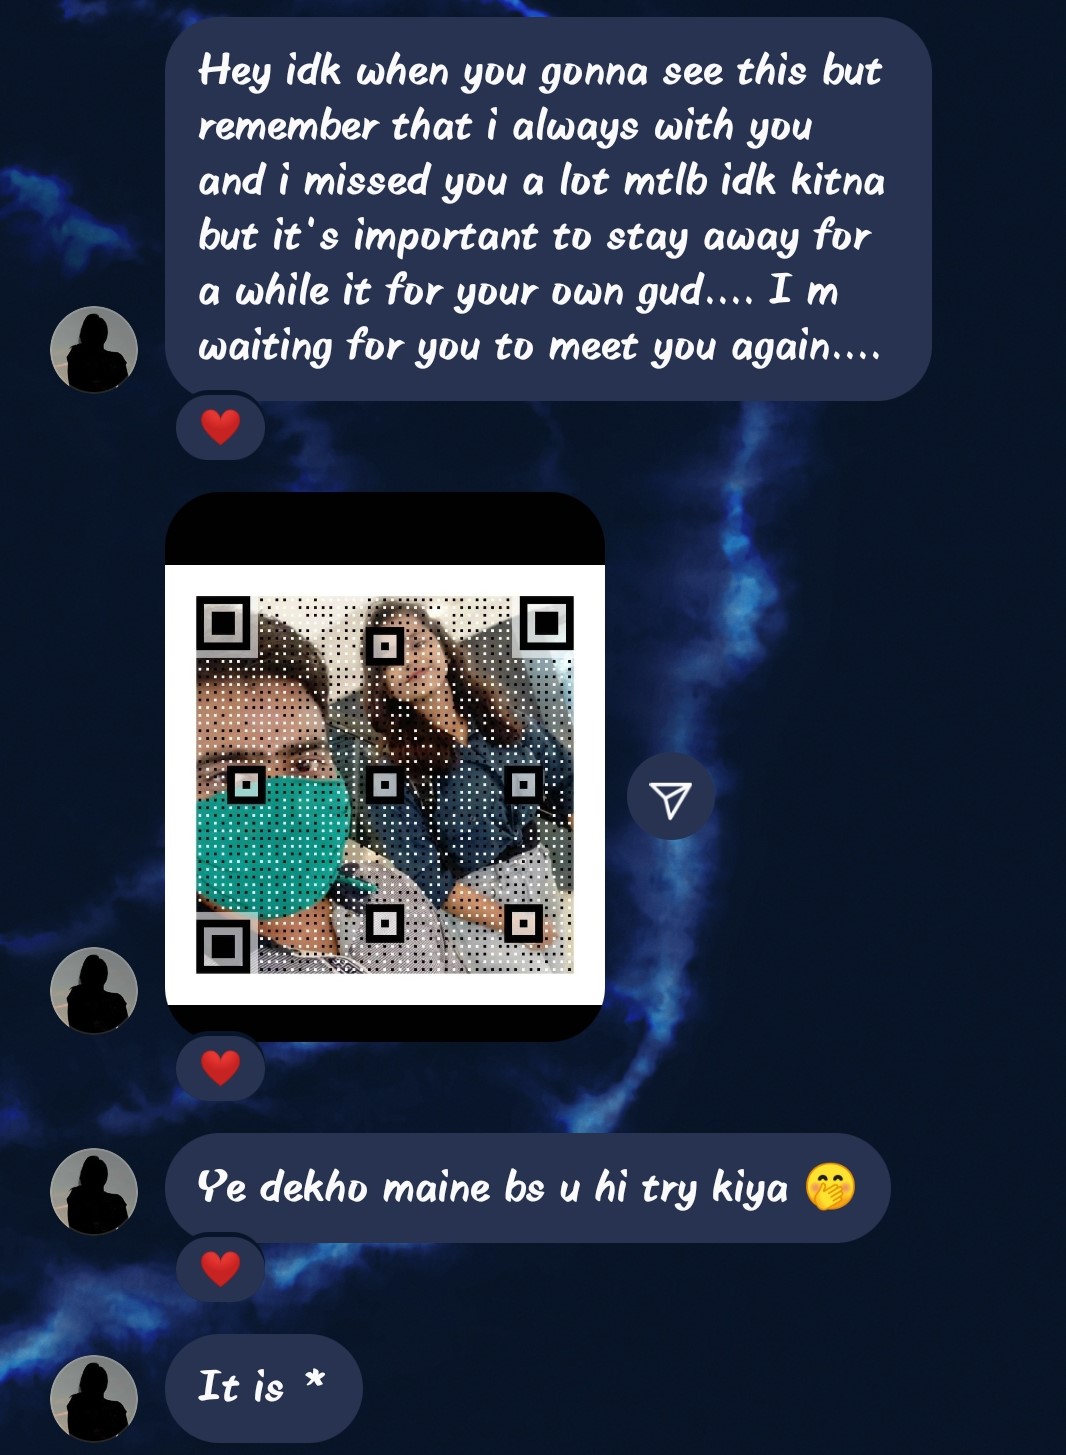 Hey idk when you gonna see this but
remember that i always with you
and i missed you a lot mtlb idk kitna
but it's important to stay away for
a while it for your own gud.... I m
waiting for you to meet you again....
Ye dekho maine bs u hi try kiya 🤭
It is *